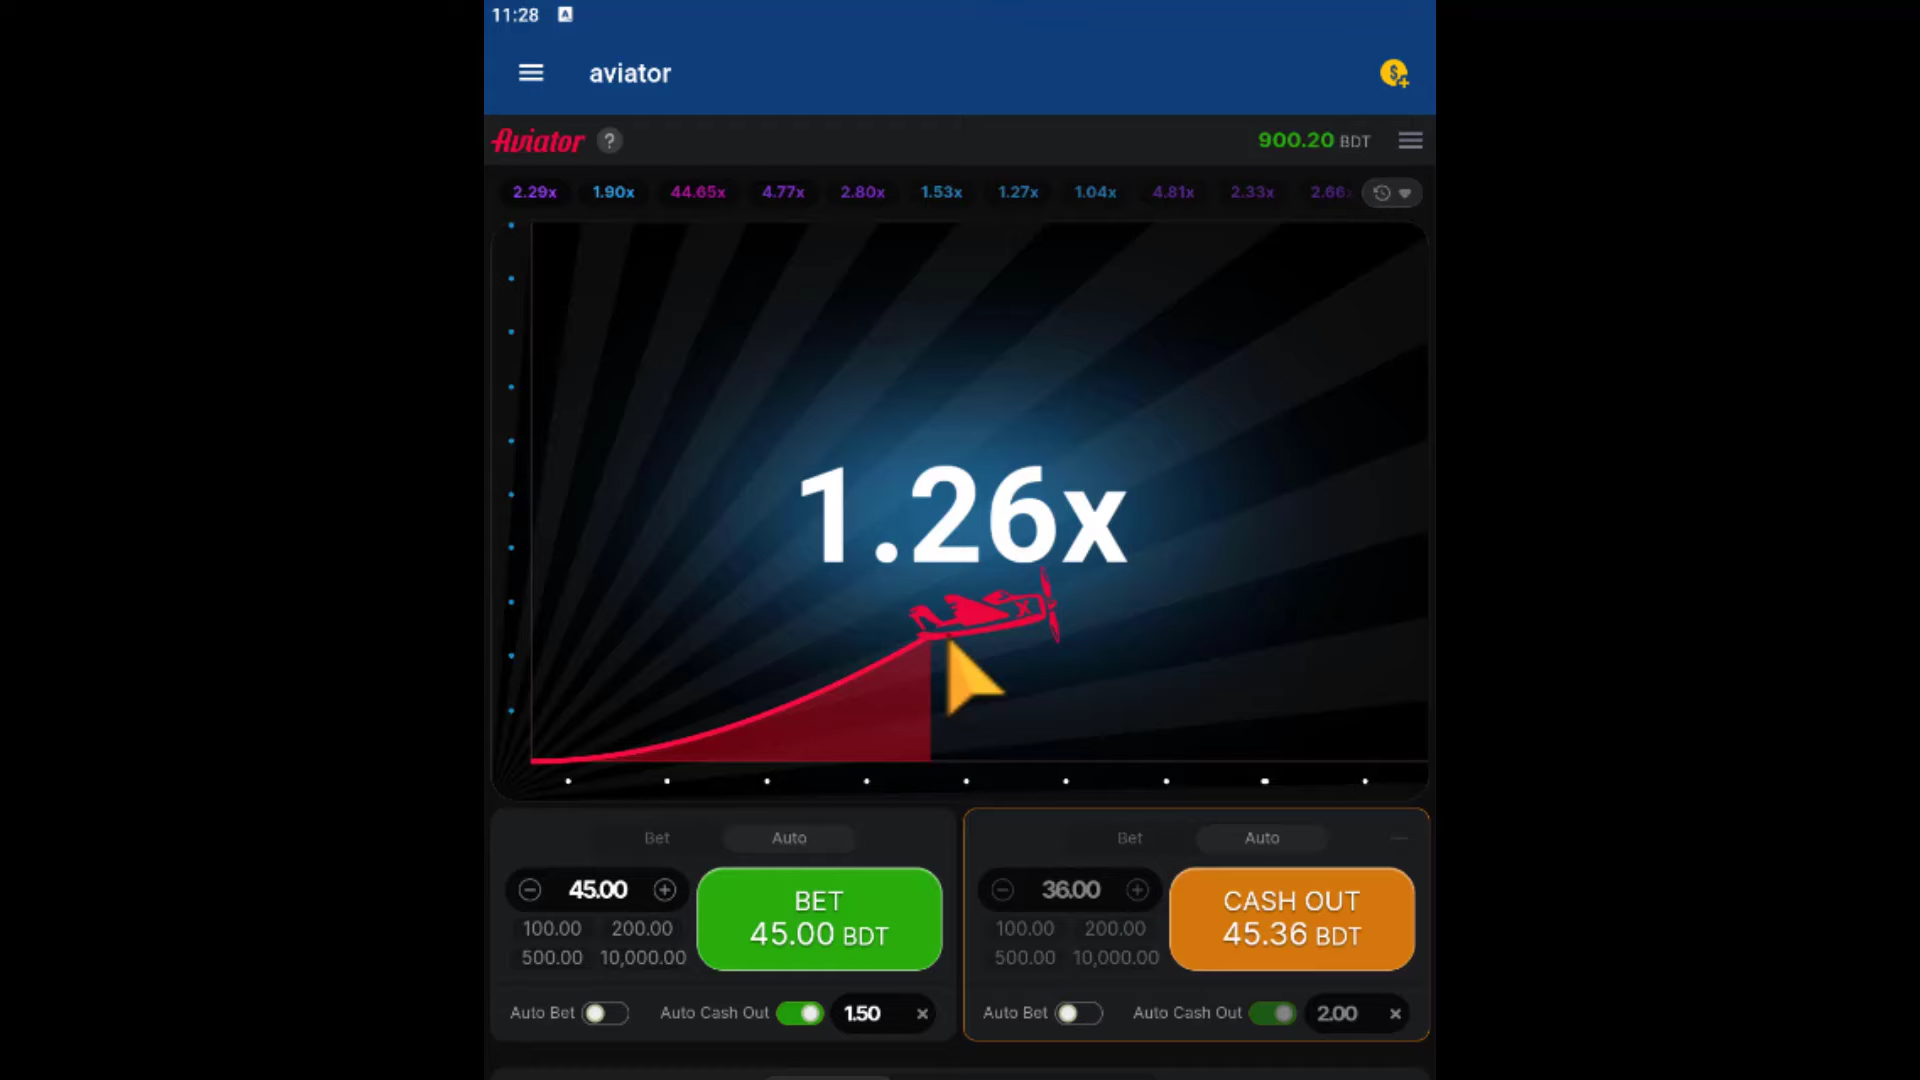 11:28 A
aviator
Aviator ? 900.20 BDT
2.29x 1.90x 44.65x 4.77x 2.80x 1.53x 1.27x 1.04x 4.81x 2.33x 2.66x
1.26x
Bet Auto
45.00
100.00 200.00
500.00 10,000.00
BET
45.00 BDT
Auto Bet Auto Cash Out 1.50 ×
Bet Auto
36.00
100.00 200.00
500.00 10,000.00
CASH OUT
45.36 BDT
Auto Bet Auto Cash Out 2.00 ×